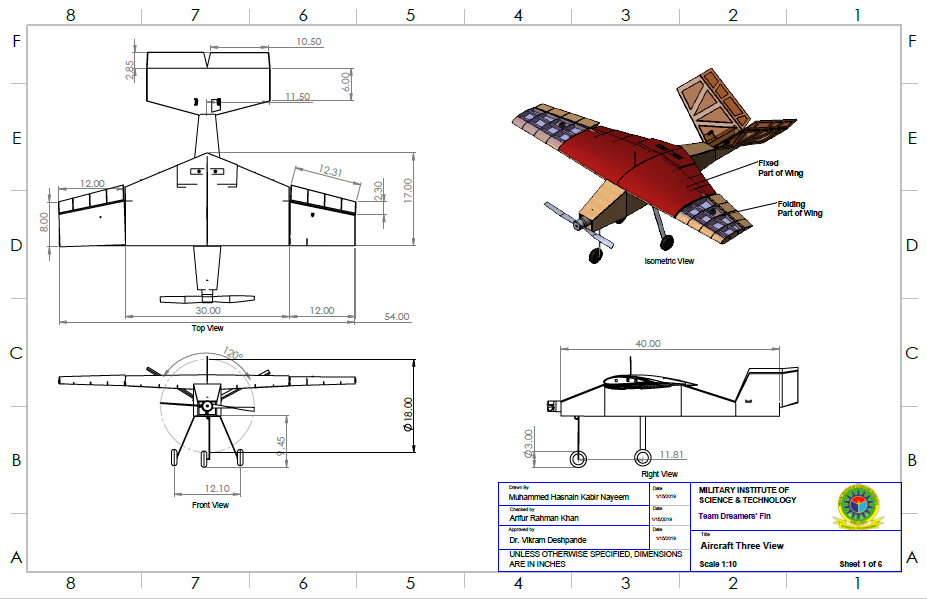 8 7 6 5 4 3 2 1
F F
E E
D D
C C
B B
A A
10.50
2.85
6.00
11.50
12.00
12.31
2.30
17.00
8.00
30.00
12.00
54.00
Top View
Fixed
Part of Wing
Folding
Part of Wing
Isometric View
120°
Ø18.00
9.45
12.10
Front View
40.00
Ø3.00
11.81
Right View
Drawn By
Muhammed Hasnain Kabir Nayeem
Date
1/15/2019
Checked by
Arifur Rahman Khan
Date
1/15/2019
Approved by
Dr. Vikram Deshpande
Date
1/15/2019
UNLESS OTHERWISE SPECIFIED, DIMENSIONS
ARE IN INCHES
MILITARY INSTITUTE OF
SCIENCE & TECHNOLOGY
Team Dreamers' Fin
Title
Aircraft Three View
Scale 1:10 Sheet 1 of 6
8 7 6 5 4 3 2 1